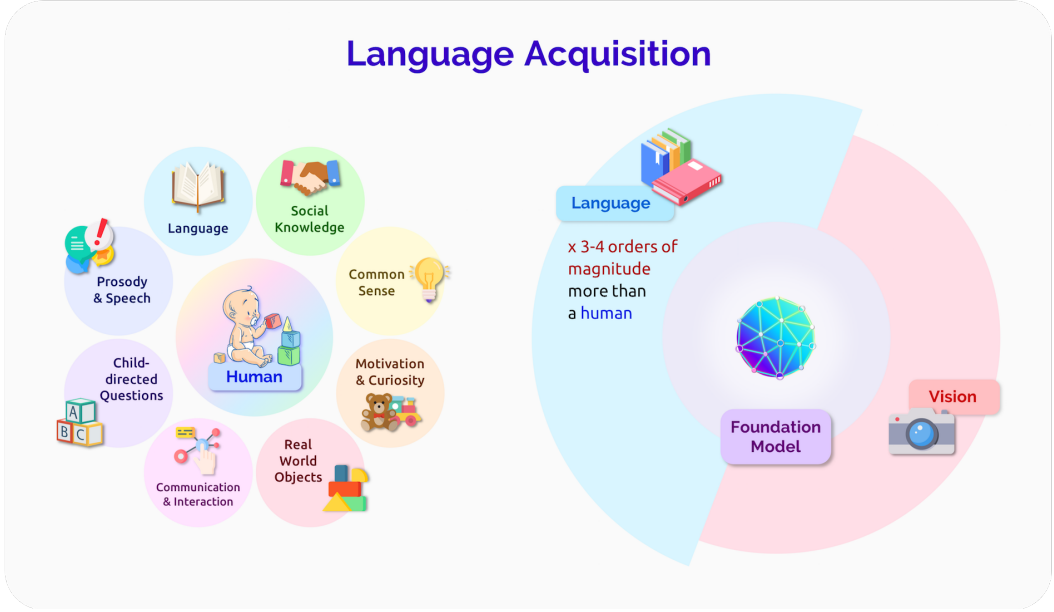 Language Acquisition
Language
Social
Knowledge
Common
Sense
Motivation
& Curiosity
Real
World
Objects
Communication
& Interaction
Child-
directed
Questions
A
B C
Prosody
& Speech
Human
Language
x 3-4 orders of
magnitude
more than
a human
Foundation
Model
Vision